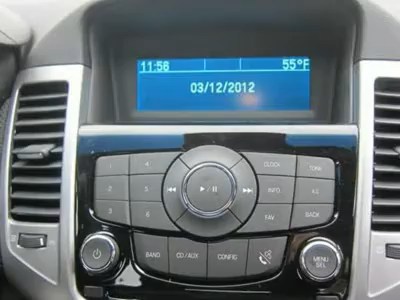 11:56 55°F
03/12/2012
1 4 CLOCK TONE
2 5 INFO
3 6 FAV BACK
BAND CD/AUX CONFIG MENU
SEL